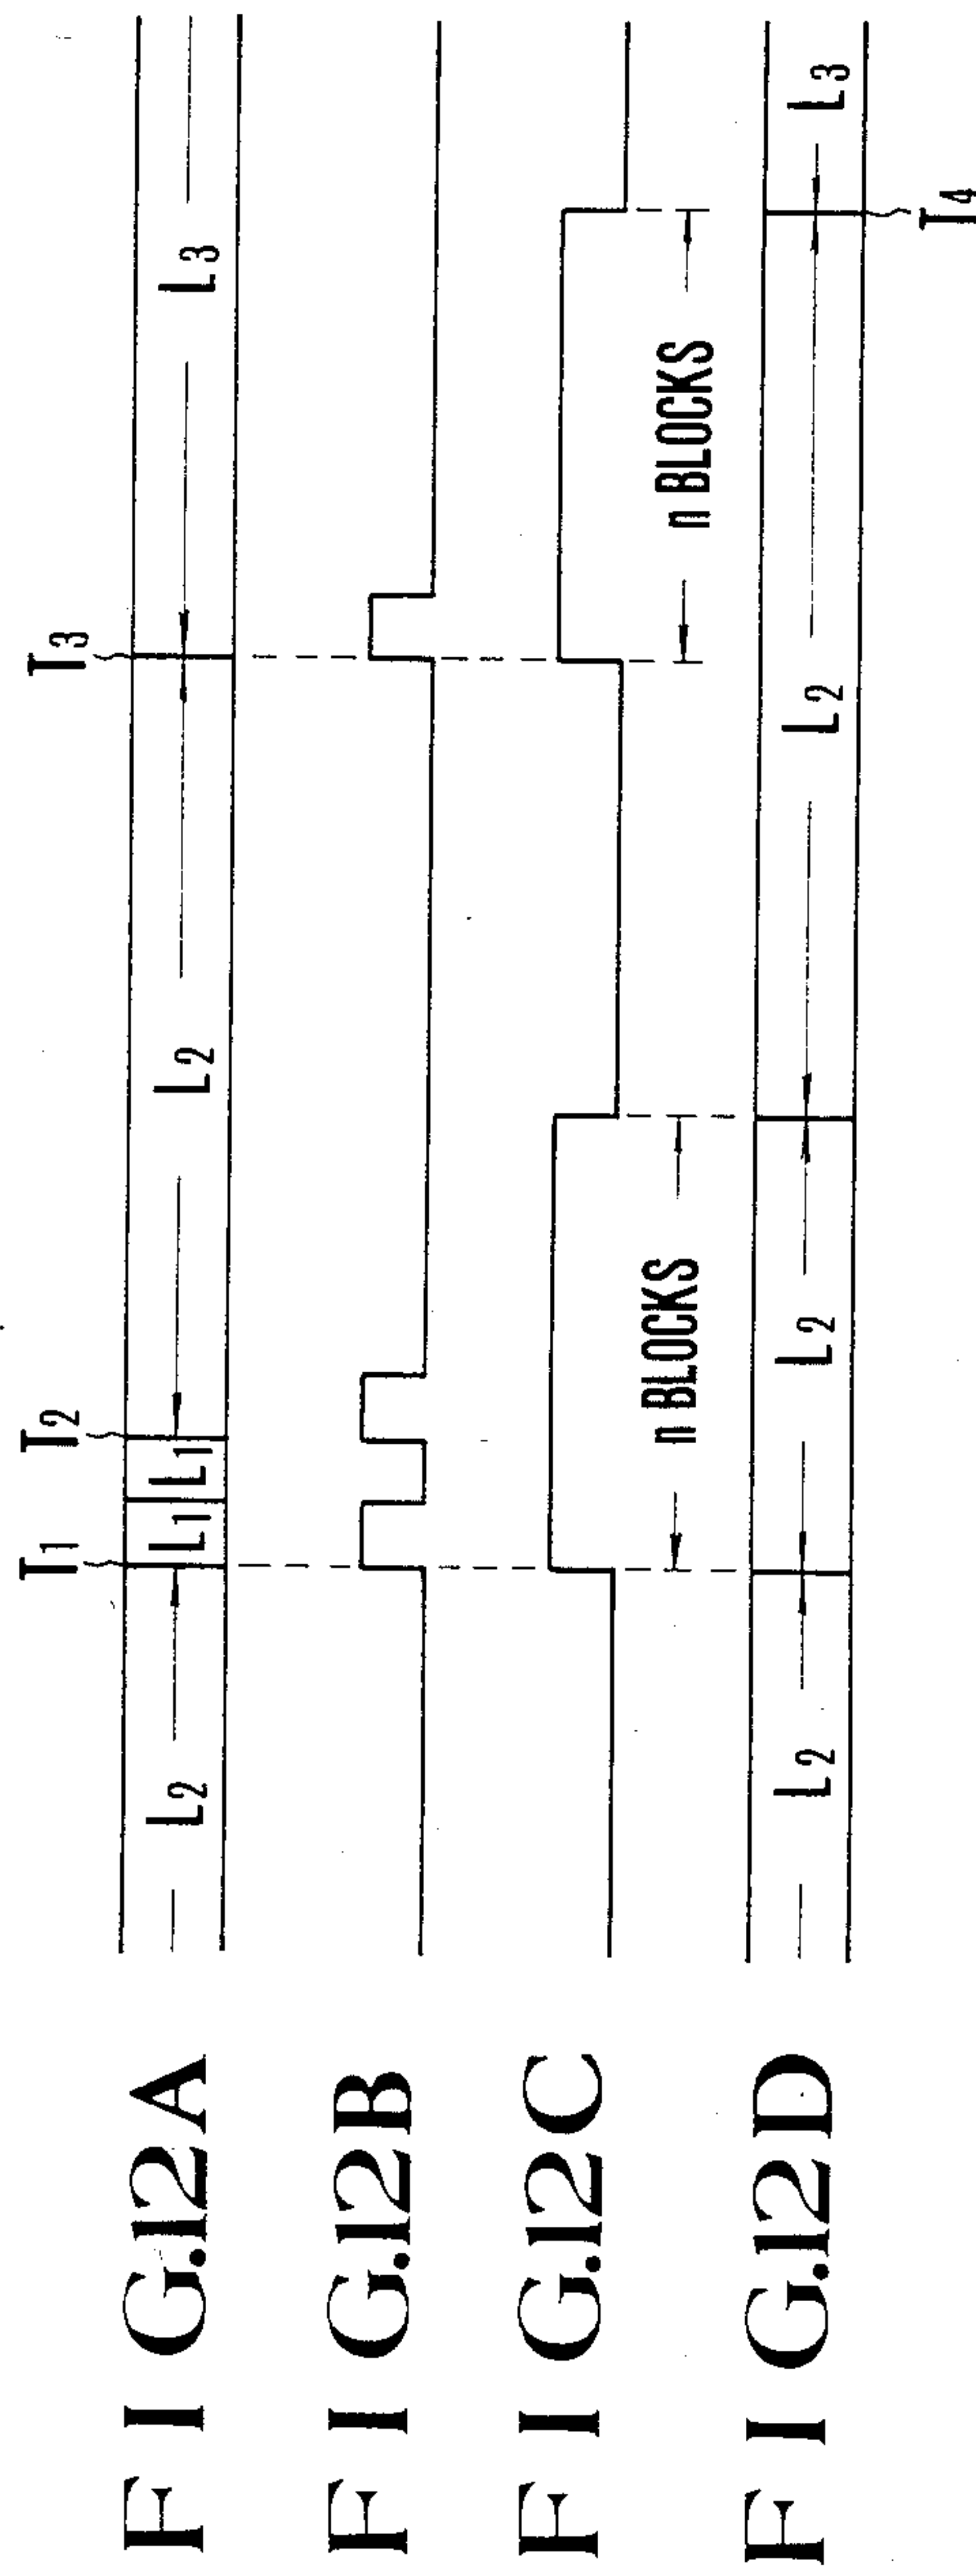 T1 T2 T3
FIG.12A L2 L1 L1 L2 L3
FIG.12B
FIG.12C
n BLOCKS n BLOCKS
FIG.12D L2 L2 L2 L3
T4